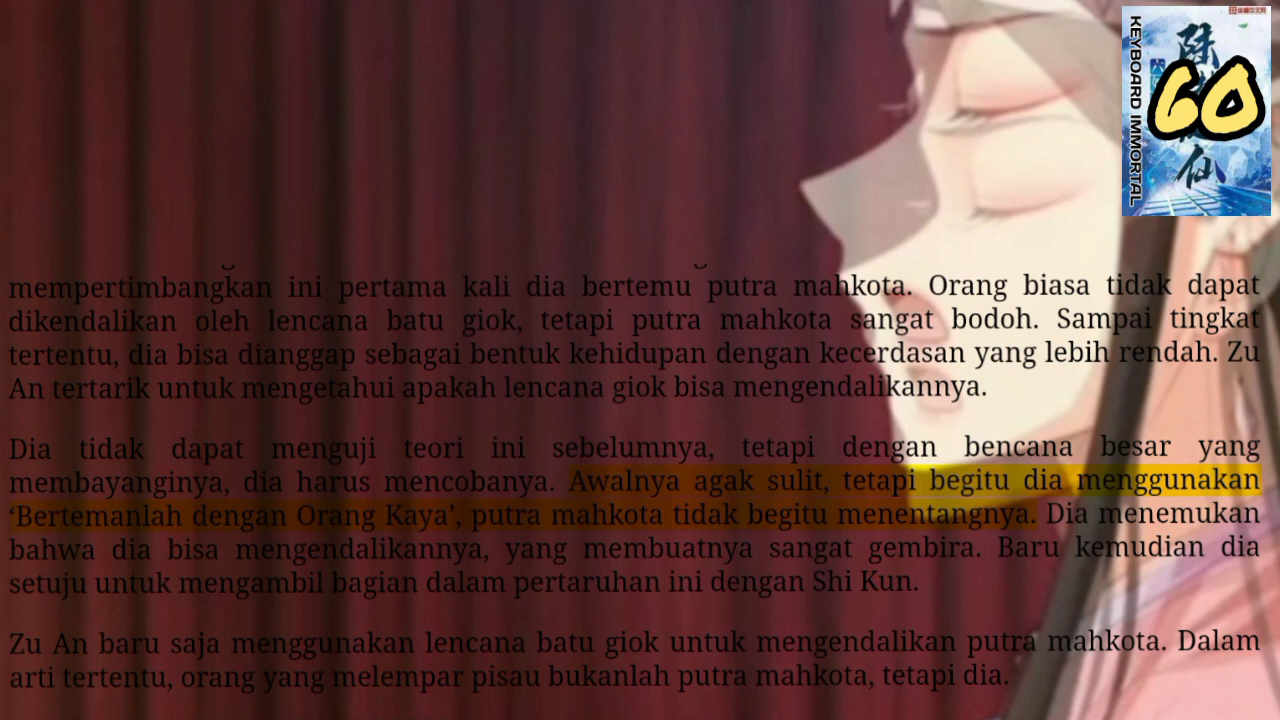 KEYBOARD IMMORTAL
60
mempertimbangkan ini pertama kali dia bertemu putra mahkota. Orang biasa tidak dapat
dikendalikan oleh lencana batu giok, tetapi putra mahkota sangat bodoh. Sampai tingkat
tertentu, dia bisa dianggap sebagai bentuk kehidupan dengan kecerdasan yang lebih rendah. Zu
An tertarik untuk mengetahui apakah lencana giok bisa mengendalikannya.
Dia tidak dapat menguji teori ini sebelumnya, tetapi dengan bencana besar yang
membayanginya, dia harus mencobanya. Awalnya agak sulit, tetapi begitu dia menggunakan
‘Bertemanlah dengan Orang Kaya’, putra mahkota tidak begitu menentangnya. Dia menemukan
bahwa dia bisa mengendalikannya, yang membuatnya sangat gembira. Baru kemudian dia
setuju untuk mengambil bagian dalam pertaruhan ini dengan Shi Kun.
Zu An baru saja menggunakan lencana batu giok untuk mengendalikan putra mahkota. Dalam
arti tertentu, orang yang melempar pisau bukanlah putra mahkota, tetapi dia.